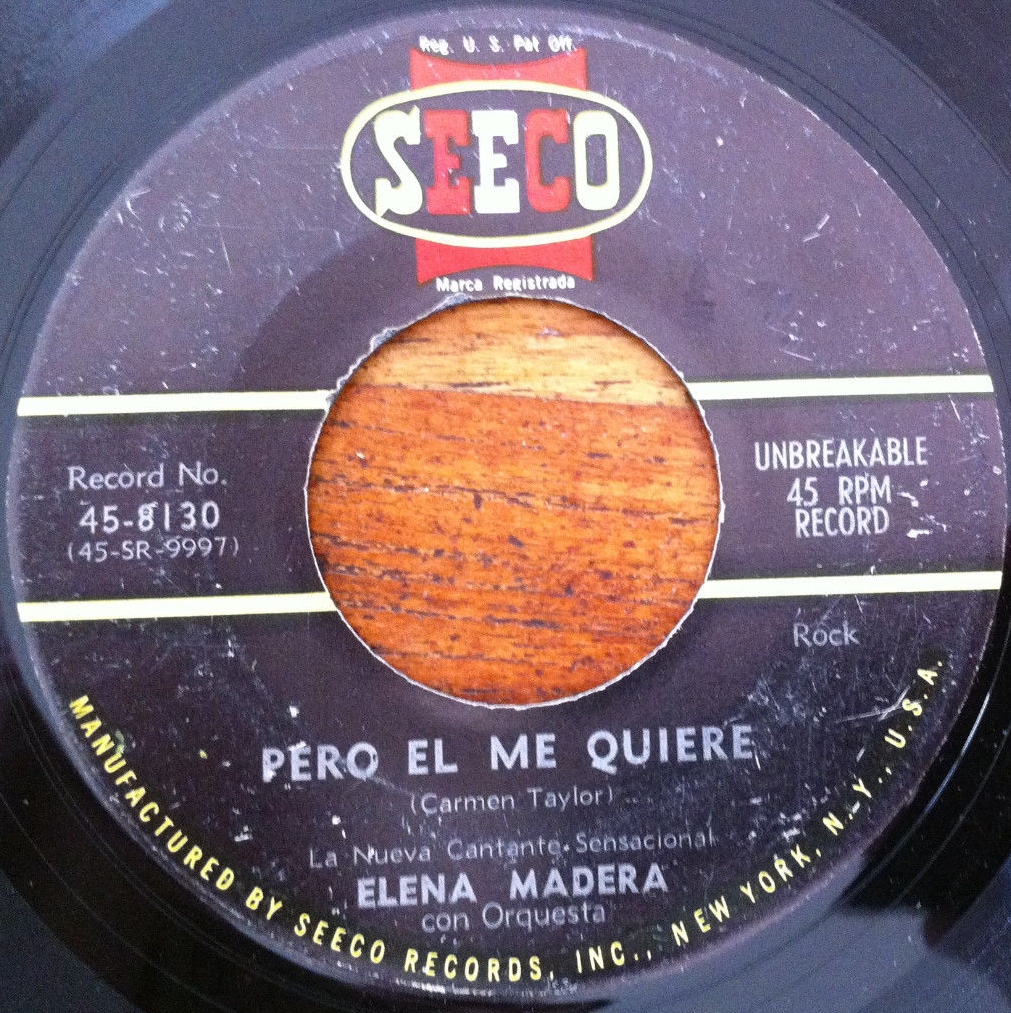 Reg. U. S. Pat Off.
SEECO
Marca Registrada
Record No.
45-8130
(45-SR-9997)
UNBREAKABLE
45 RPM
RECORD
Rock
PERO EL ME QUIERE
(Carmen Taylor)
La Nueva Cantante Sensacional
ELENA MADERA
con Orquesta
MANUFACTURED BY SEECO RECORDS, INC., NEW YORK, N.Y., U.S.A.